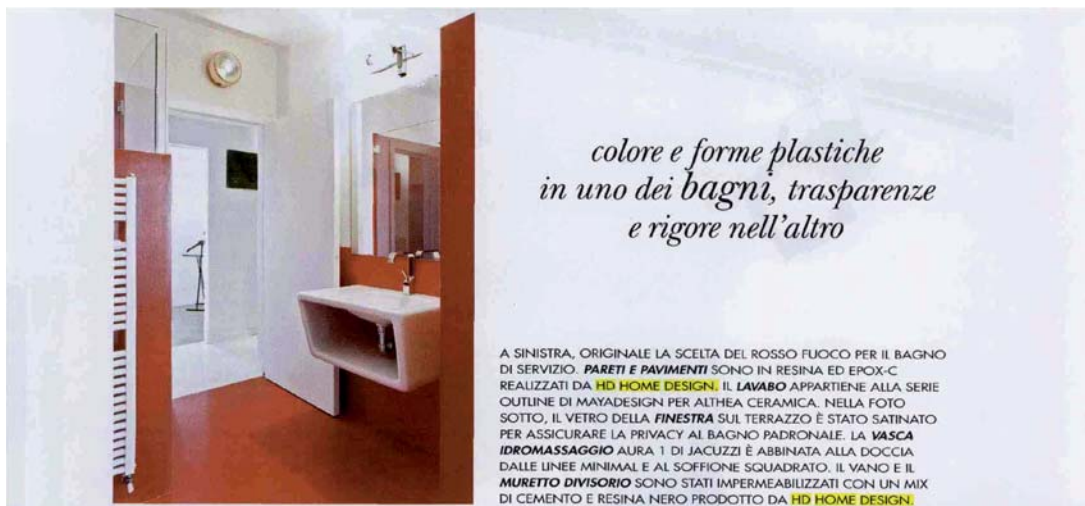 colore e forme plastiche
in uno dei bagni, trasparenze
e rigore nell'altro
A SINISTRA, ORIGINALE LA SCELTA DEL ROSSO FUOCO PER IL BAGNO
DI SERVIZIO. PARETI E PAVIMENTI SONO IN RESINA ED EPOX-C
REALIZZATI DA HD HOME DESIGN. IL LAVABO APPARTIENE ALLA SERIE
OUTLINE DI MAYADESIGN PER ALTHEA CERAMICA. NELLA FOTO
SOTTO, IL VETRO DELLA FINESTRA SUL TERRAZZO È STATO SATINATO
PER ASSICURARE LA PRIVACY AL BAGNO PADRONALE. LA VASCA
IDROMASSAGGIO AURA 1 DI JACUZZI È ABBINATA ALLA DOCCIA
DALLE LINEE MINIMAL E AL SOFFIONE SQUADRATO. IL VANO E IL
MURETTO DIVISORIO SONO STATI IMPERMEABILIZZATI CON UN MIX
DI CEMENTO E RESINA NERO PRODOTTO DA HD HOME DESIGN.